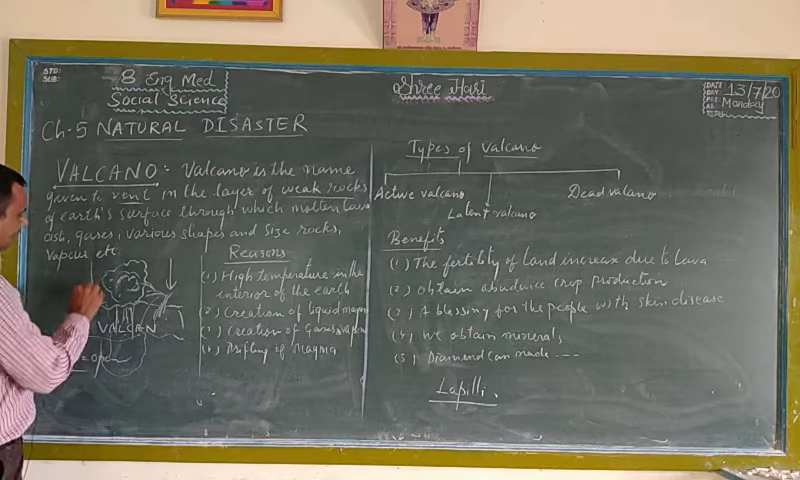 STD:
SUB:
8 Eng Med
Social Science
Shree Hari
DATE 13/7/20
DAY Monday
Ch-5 NATURAL DISASTER
VALCANO:- Valcano is the name
given to vent in the layer of weak rocks
of earth's surface through which molten Lava
ash, gases, various shapes and size rocks,
vapour etc.
VALCAN
= open
Reasons
(1) High temperature in the
interior of the earth
(2) Creation of liquid magma
(3) Creation of Gases & vapour
(4) Drifting of Magma
Types of valcano
Active valcano
Latent valcano
Dead valcano
Benefits
(1) The fertility of land increase due to Lava
(2) obtain abudance crop production
(3) A blessing for the people with skin disease
(4) we obtain minerals
(5) Diamond can made ---
Lapilli.